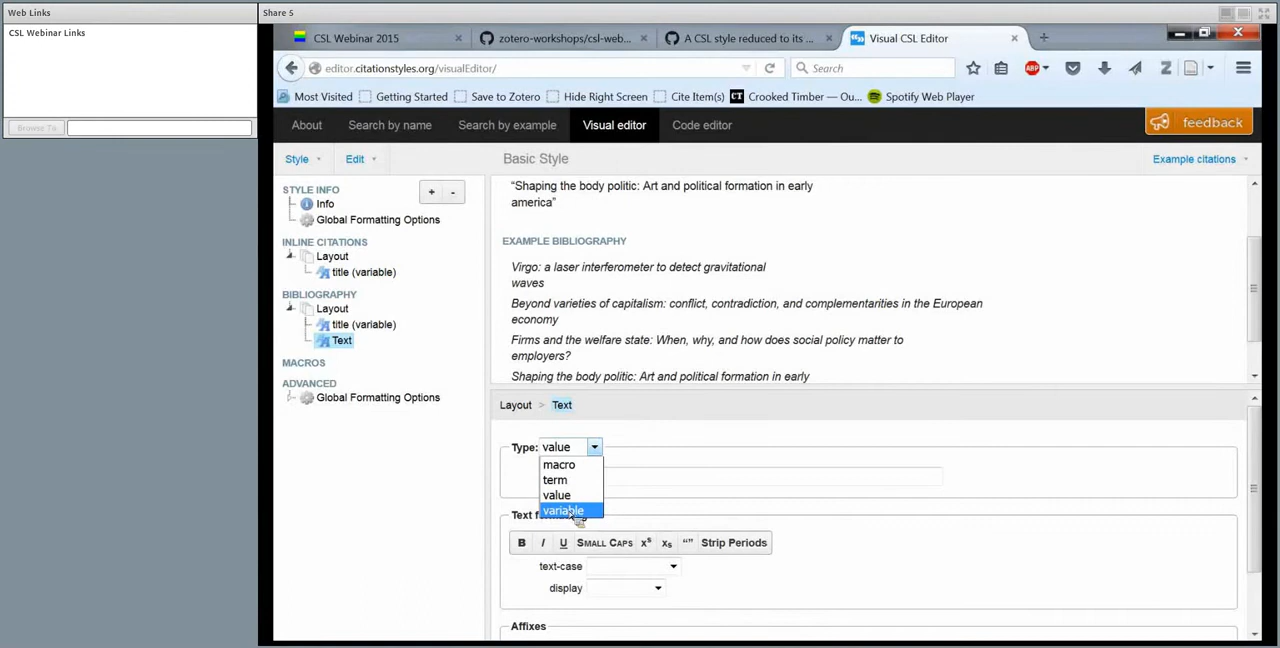 Web Links
Share 5
CSL Webinar Links
Browse To
CSL Webinar 2015
zotero-workshops/csl-web...
A CSL style reduced to its ...
Visual CSL Editor
editor.citationstyles.org/visualEditor/
Search
ABP
Most Visited
Getting Started
Save to Zotero
Hide Right Screen
Cite Item(s)
CT
Crooked Timber — Ou...
Spotify Web Player
About
Search by name
Search by example
Visual editor
Code editor
feedback
Style
Edit
Basic Style
Example citations
STYLE INFO
+
-
Info
Global Formatting Options
INLINE CITATIONS
Layout
title (variable)
BIBLIOGRAPHY
Layout
title (variable)
Text
MACROS
ADVANCED
Global Formatting Options
“Shaping the body politic: Art and political formation in early
america”
EXAMPLE BIBLIOGRAPHY
Virgo: a laser interferometer to detect gravitational
waves
Beyond varieties of capitalism: conflict, contradiction, and complementarities in the European
economy
Firms and the welfare state: When, why, and how does social policy matter to
employers?
Shaping the body politic: Art and political formation in early
Layout > Text
Type: value
macro
term
value
variable
Text
B I U SMALL CAPS x⁸ x₅ “” Strip Periods
text-case
display
Affixes